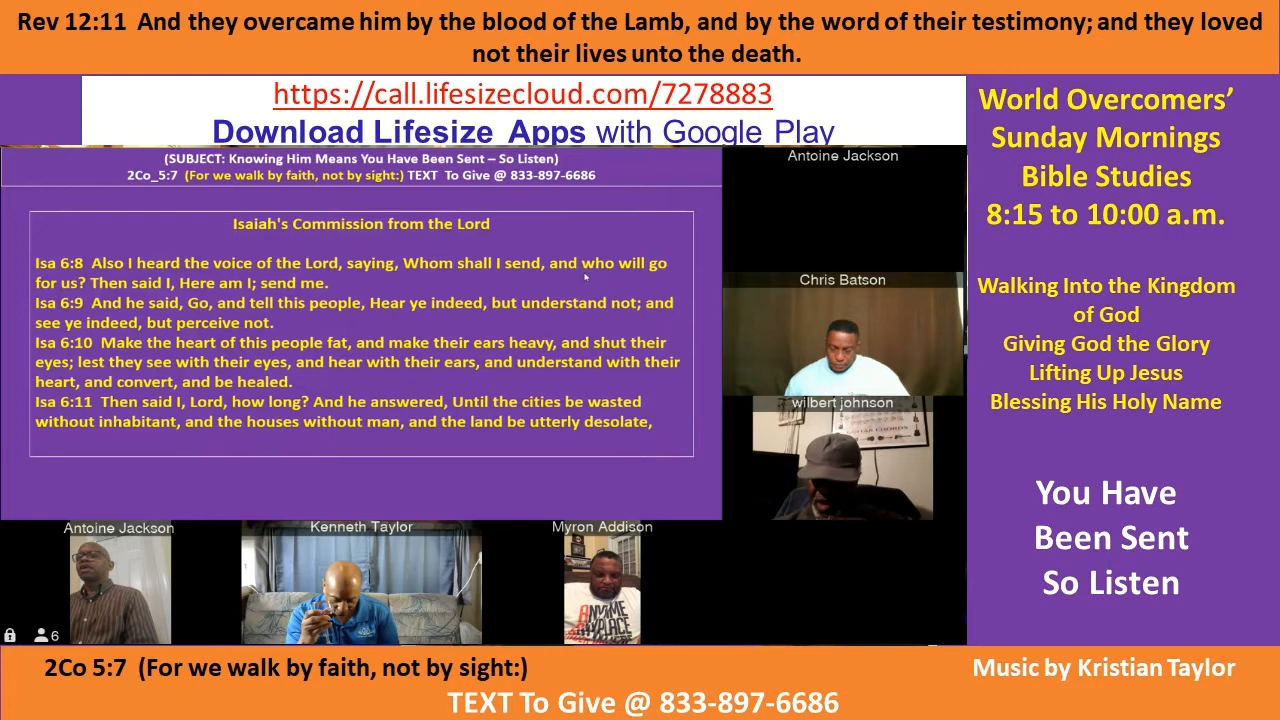 Rev 12:11  And they overcame him by the blood of the Lamb, and by the word of their testimony; and they loved
not their lives unto the death.
https://call.lifesizecloud.com/7278883
Download Lifesize Apps with Google Play
(SUBJECT: Knowing Him Means You Have Been Sent – So Listen)
2Co_5:7 (For we walk by faith, not by sight:) TEXT To Give @ 833-897-6686
Isaiah's Commission from the Lord
Isa 6:8 Also I heard the voice of the Lord, saying, Whom shall I send, and who will go
for us? Then said I, Here am I; send me.
Isa 6:9 And he said, Go, and tell this people, Hear ye indeed, but understand not; and
see ye indeed, but perceive not.
Isa 6:10 Make the heart of this people fat, and make their ears heavy, and shut their
eyes; lest they see with their eyes, and hear with their ears, and understand with their
heart, and convert, and be healed.
Isa 6:11 Then said I, Lord, how long? And he answered, Until the cities be wasted
without inhabitant, and the houses without man, and the land be utterly desolate,
Antoine Jackson
Chris Batson
wilbert johnson
Antoine Jackson
Kenneth Taylor
Myron Addison
6
World Overcomers'
Sunday Mornings
Bible Studies
8:15 to 10:00 a.m.
Walking Into the Kingdom
of God
Giving God the Glory
Lifting Up Jesus
Blessing His Holy Name
You Have
Been Sent
So Listen
2Co 5:7 (For we walk by faith, not by sight:)
Music by Kristian Taylor
TEXT To Give @ 833-897-6686